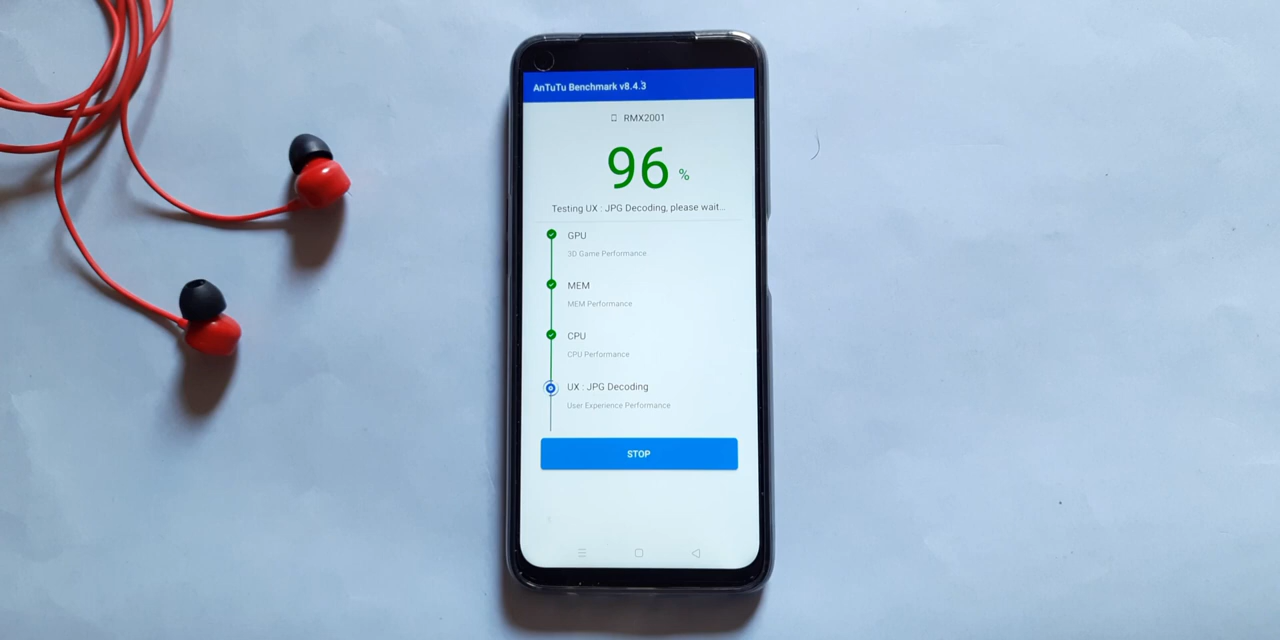 AnTuTu Benchmark v8.4.3
RMX2001
96 %
Testing UX : JPG Decoding, please wait...
GPU
3D Game Performance
MEM
MEM Performance
CPU
CPU Performance
UX : JPG Decoding
User Experience Performance
STOP